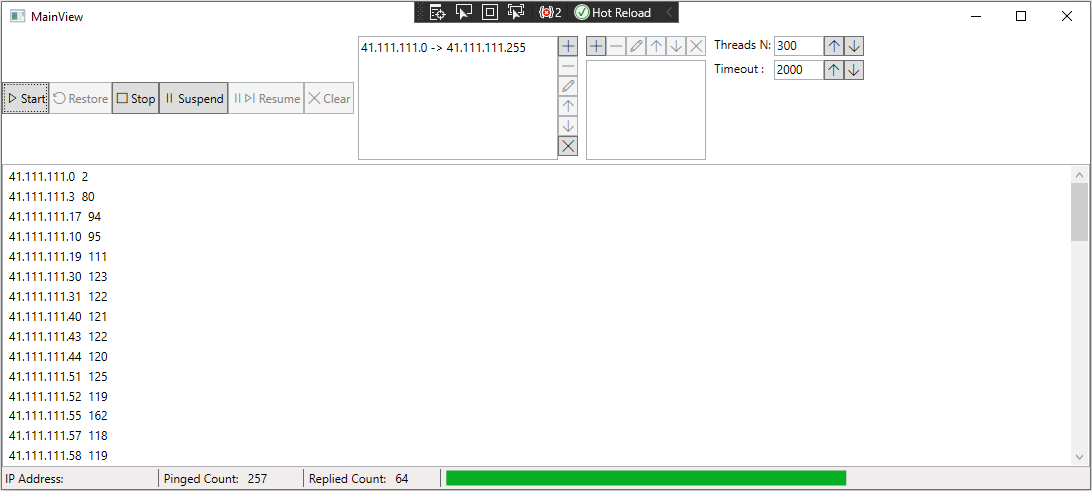 MainView
2 Hot Reload
Start Restore Stop Suspend Resume Clear
41.111.111.0 -> 41.111.111.255
Threads N: 300
Timeout : 2000
41.111.111.0 2
41.111.111.3 80
41.111.111.17 94
41.111.111.10 95
41.111.111.19 111
41.111.111.30 123
41.111.111.31 122
41.111.111.40 121
41.111.111.43 122
41.111.111.44 120
41.111.111.51 125
41.111.111.52 119
41.111.111.55 162
41.111.111.57 118
41.111.111.58 119
IP Address: Pinged Count: 257 Replied Count: 64